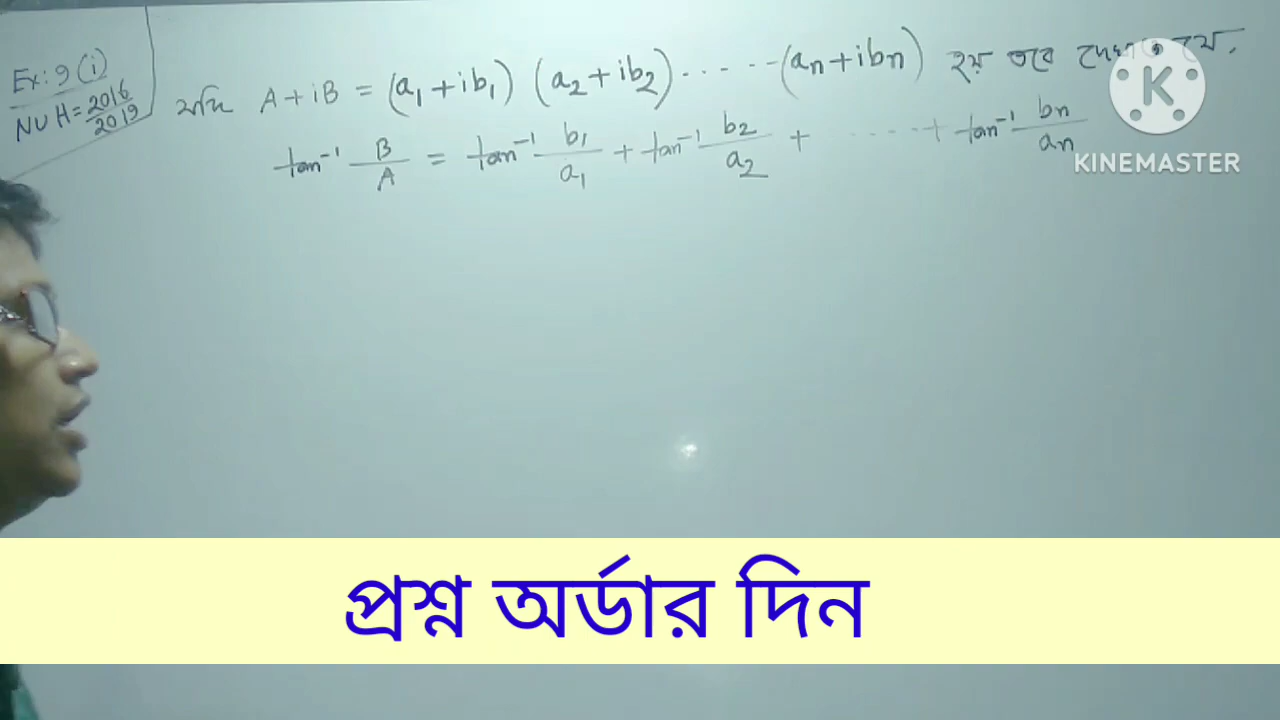 Ex: 9 (i)
NUH = 2016
2019
যদি A + iB = (a₁ + ib₁) (a₂ + ib₂) ..... (an + ibn) হয় তবে যে.
tan⁻¹ B/A = tan⁻¹ b₁/a₁ + tan⁻¹ b₂/a₂ + ..... + tan⁻¹ bn/an
K
KINEMASTER
প্রশ্ন অর্ডার দিন